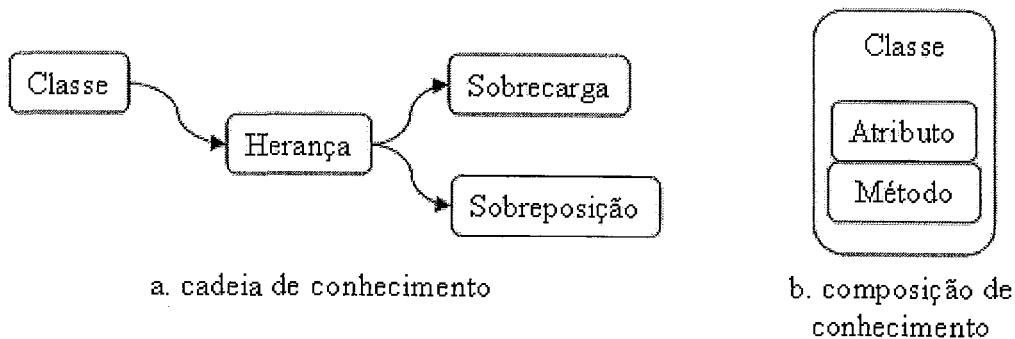 Classe
Herança
Sobrecarga
Sobreposição
a. cadeia de conhecimento
Classe
Atributo
Método
b. composição de
conhecimento